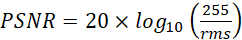 PSNR = 20 × log₁₀ (255/rms)